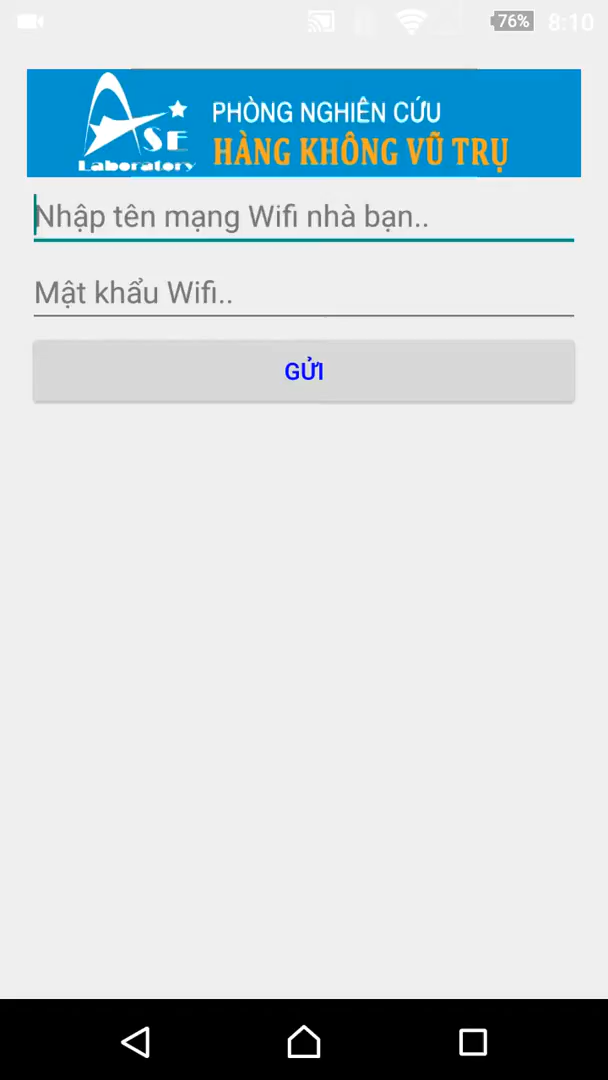 76% 8:10
ASE
Laboratory
PHÒNG NGHIÊN CỨU
HÀNG KHÔNG VŨ TRỤ
Nhập tên mạng Wifi nhà bạn..
Mật khẩu Wifi..
GỬI